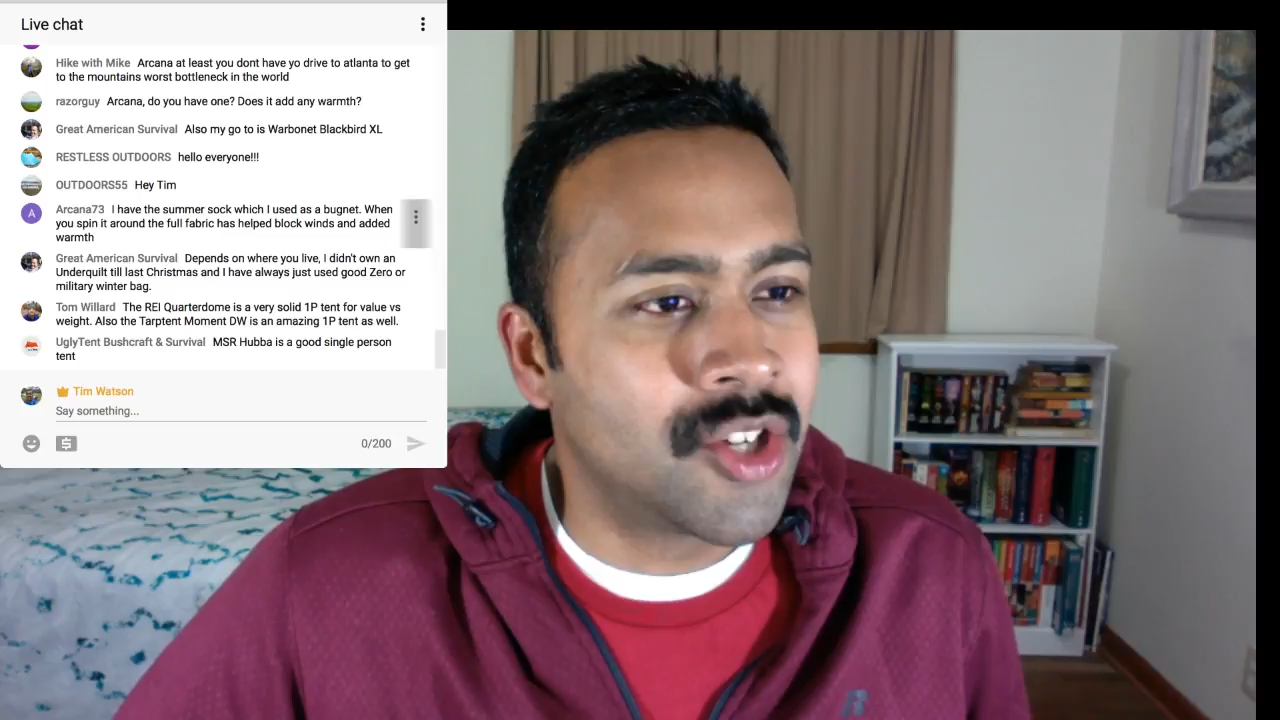 Live chat
Hike with Mike Arcana at least you dont have yo drive to atlanta to get
to the mountains worst bottleneck in the world
razorguy Arcana, do you have one? Does it add any warmth?
Great American Survival Also my go to is Warbonet Blackbird XL
RESTLESS OUTDOORS hello everyone!!!
OUTDOORS55 Hey Tim
A
Arcana73 I have the summer sock which I used as a bugnet. When
you spin it around the full fabric has helped block winds and added
warmth
Great American Survival Depends on where you live, I didn't own an
Underquilt till last Christmas and I have always just used good Zero or
military winter bag.
Tom Willard The REI Quarterdome is a very solid 1P tent for value vs
weight. Also the Tarptent Moment DW is an amazing 1P tent as well.
UglyTent Bushcraft & Survival MSR Hubba is a good single person
tent
Tim Watson
Say something...
$
0/200
R